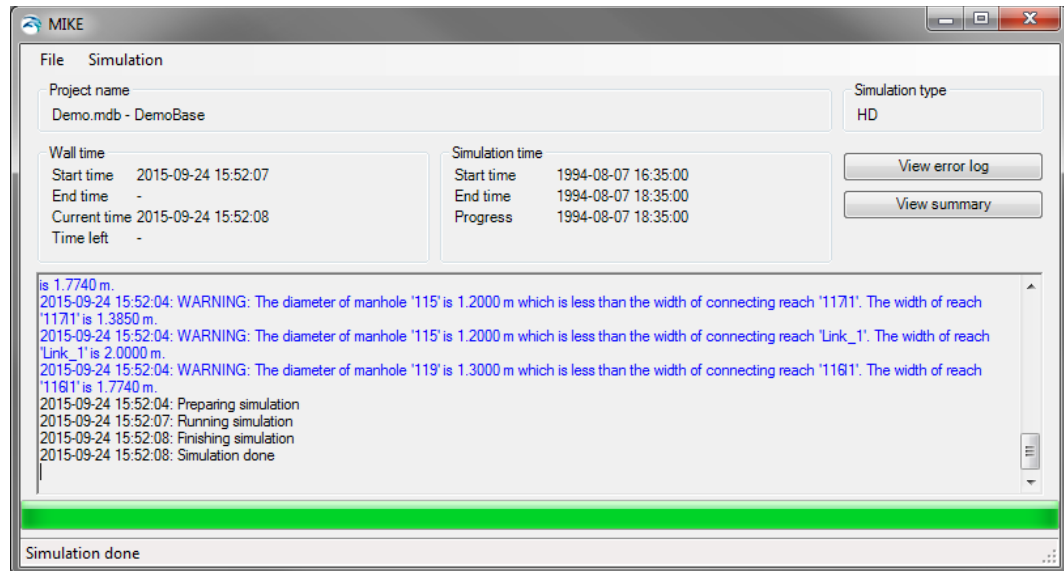 MIKE
File Simulation
Project name
Demo.mdb - DemoBase
Simulation type
HD
Wall time
Start time 2015-09-24 15:52:07
End time -
Current time 2015-09-24 15:52:08
Time left -
Simulation time
Start time 1994-08-07 16:35:00
End time 1994-08-07 18:35:00
Progress 1994-08-07 18:35:00
View error log
View summary
is 1.7740 m.
2015-09-24 15:52:04: WARNING: The diameter of manhole '115' is 1.2000 m which is less than the width of connecting reach '117l1'. The width of reach
'117l1' is 1.3850 m.
2015-09-24 15:52:04: WARNING: The diameter of manhole '115' is 1.2000 m which is less than the width of connecting reach 'Link_1'. The width of reach
'Link_1' is 2.0000 m.
2015-09-24 15:52:04: WARNING: The diameter of manhole '119' is 1.3000 m which is less than the width of connecting reach '116l1'. The width of reach
'116l1' is 1.7740 m.
2015-09-24 15:52:04: Preparing simulation
2015-09-24 15:52:07: Running simulation
2015-09-24 15:52:08: Finishing simulation
2015-09-24 15:52:08: Simulation done
Simulation done